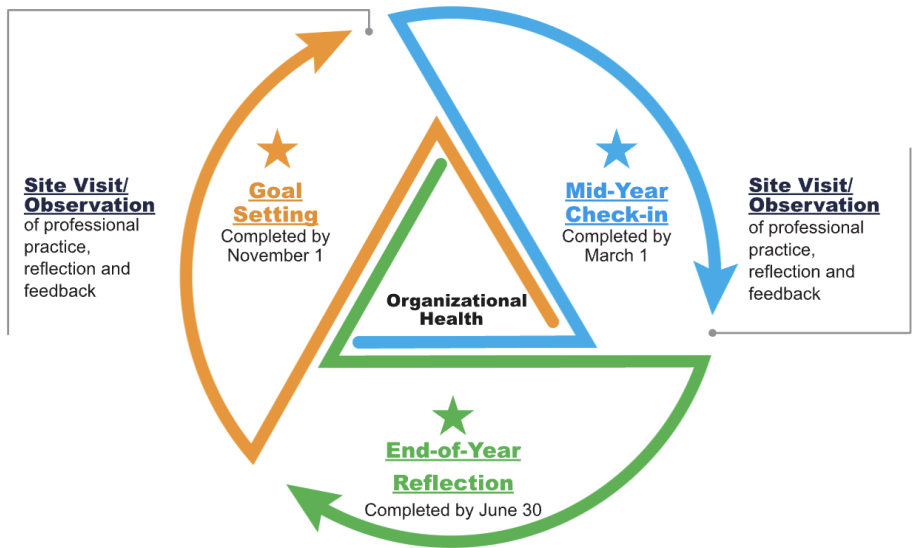 Site Visit/
Observation
of professional
practice,
reflection and
feedback
Goal
Setting
Completed by
November 1
Mid-Year
Check-in
Completed by
March 1
Site Visit/
Observation
of professional
practice,
reflection and
feedback
Organizational
Health
End-of-Year
Reflection
Completed by June 30